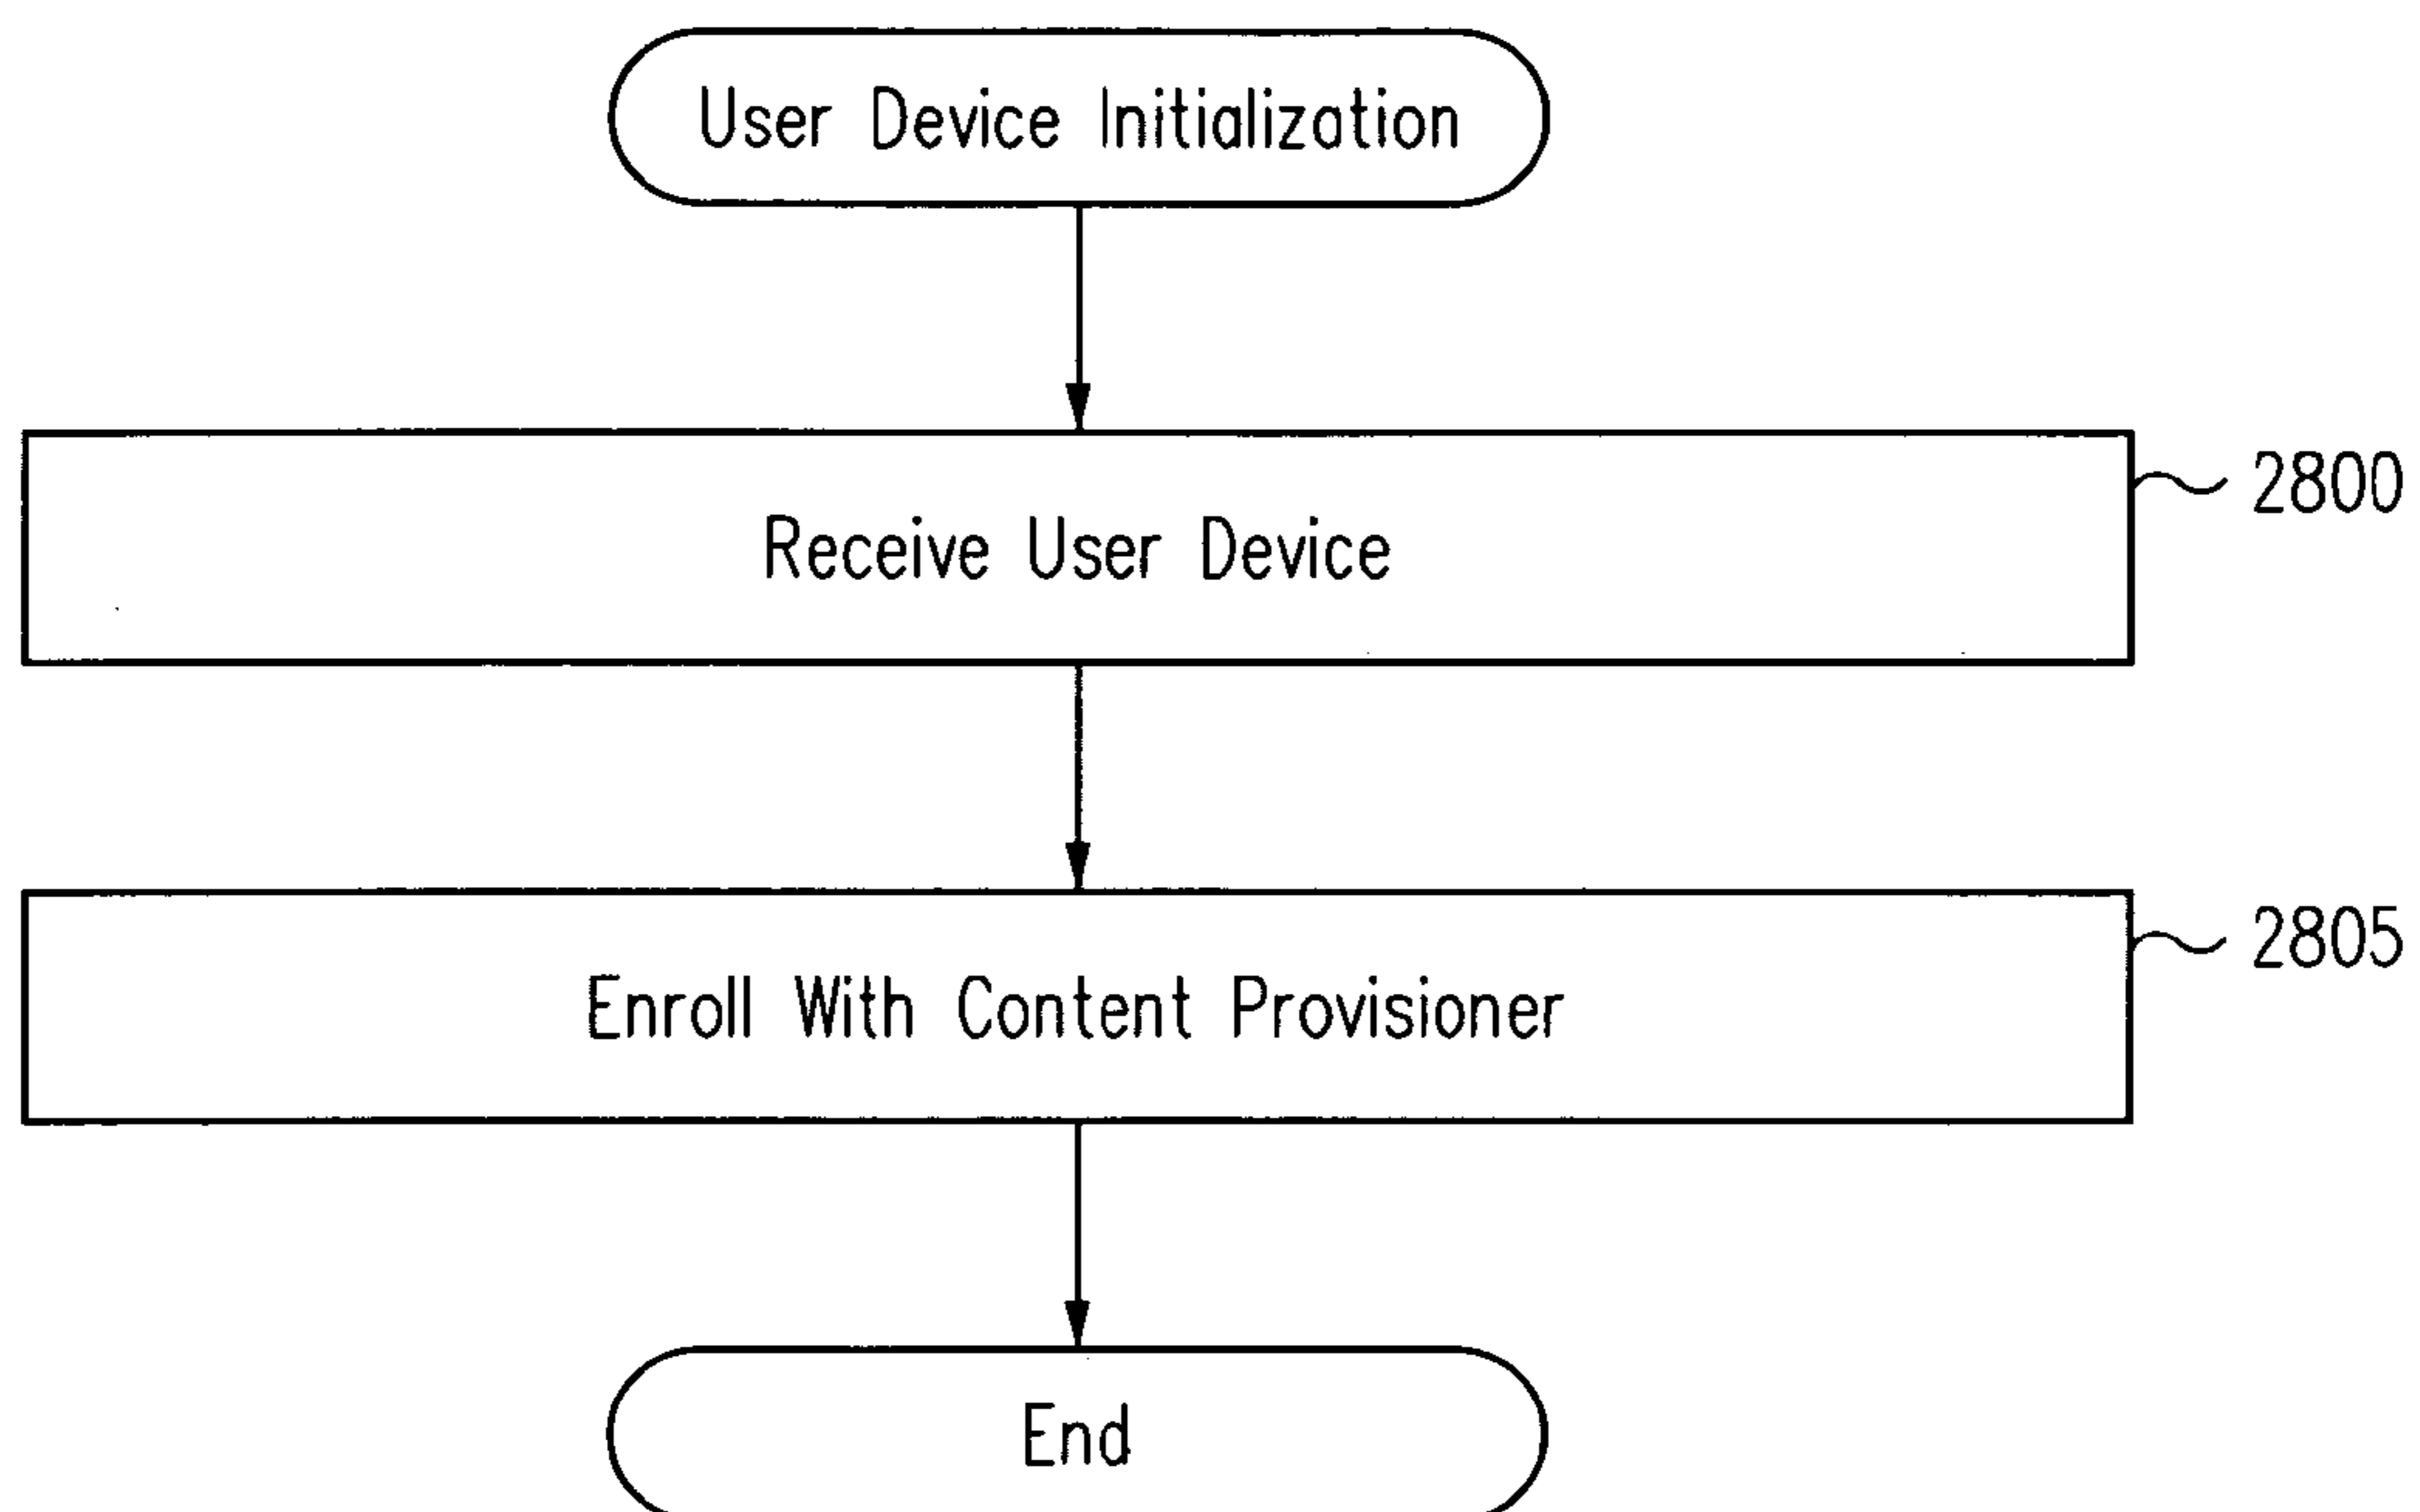 User Device Initialization
Receive User Device
2800
Enroll With Content Provisioner
2805
End